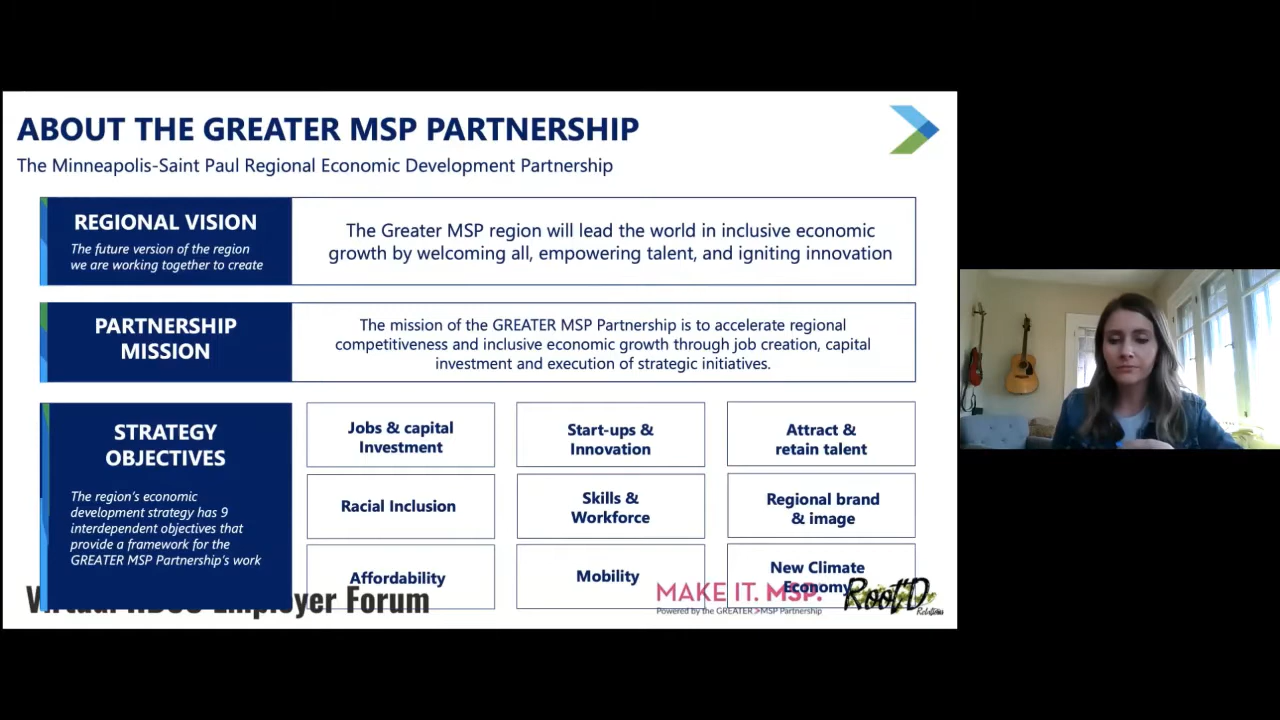 ABOUT THE GREATER MSP PARTNERSHIP
The Minneapolis-Saint Paul Regional Economic Development Partnership
REGIONAL VISION
The future version of the region
we are working together to create
The Greater MSP region will lead the world in inclusive economic
growth by welcoming all, empowering talent, and igniting innovation
PARTNERSHIP
MISSION
The mission of the GREATER MSP Partnership is to accelerate regional
competitiveness and inclusive economic growth through job creation, capital
investment and execution of strategic initiatives.
STRATEGY
OBJECTIVES
The region's economic
development strategy has 9
interdependent objectives that
provide a framework for the
GREATER MSP Partnership's work
Jobs & capital
Investment
Start-ups &
Innovation
Attract &
retain talent
Racial Inclusion
Skills &
Workforce
Regional brand
& image
Affordability
Mobility
New Climate
Economy
Virtual Employer Forum
MAKE IT. MSP.
Powered by the GREATER>MSP Partnership
Root'D
Relations